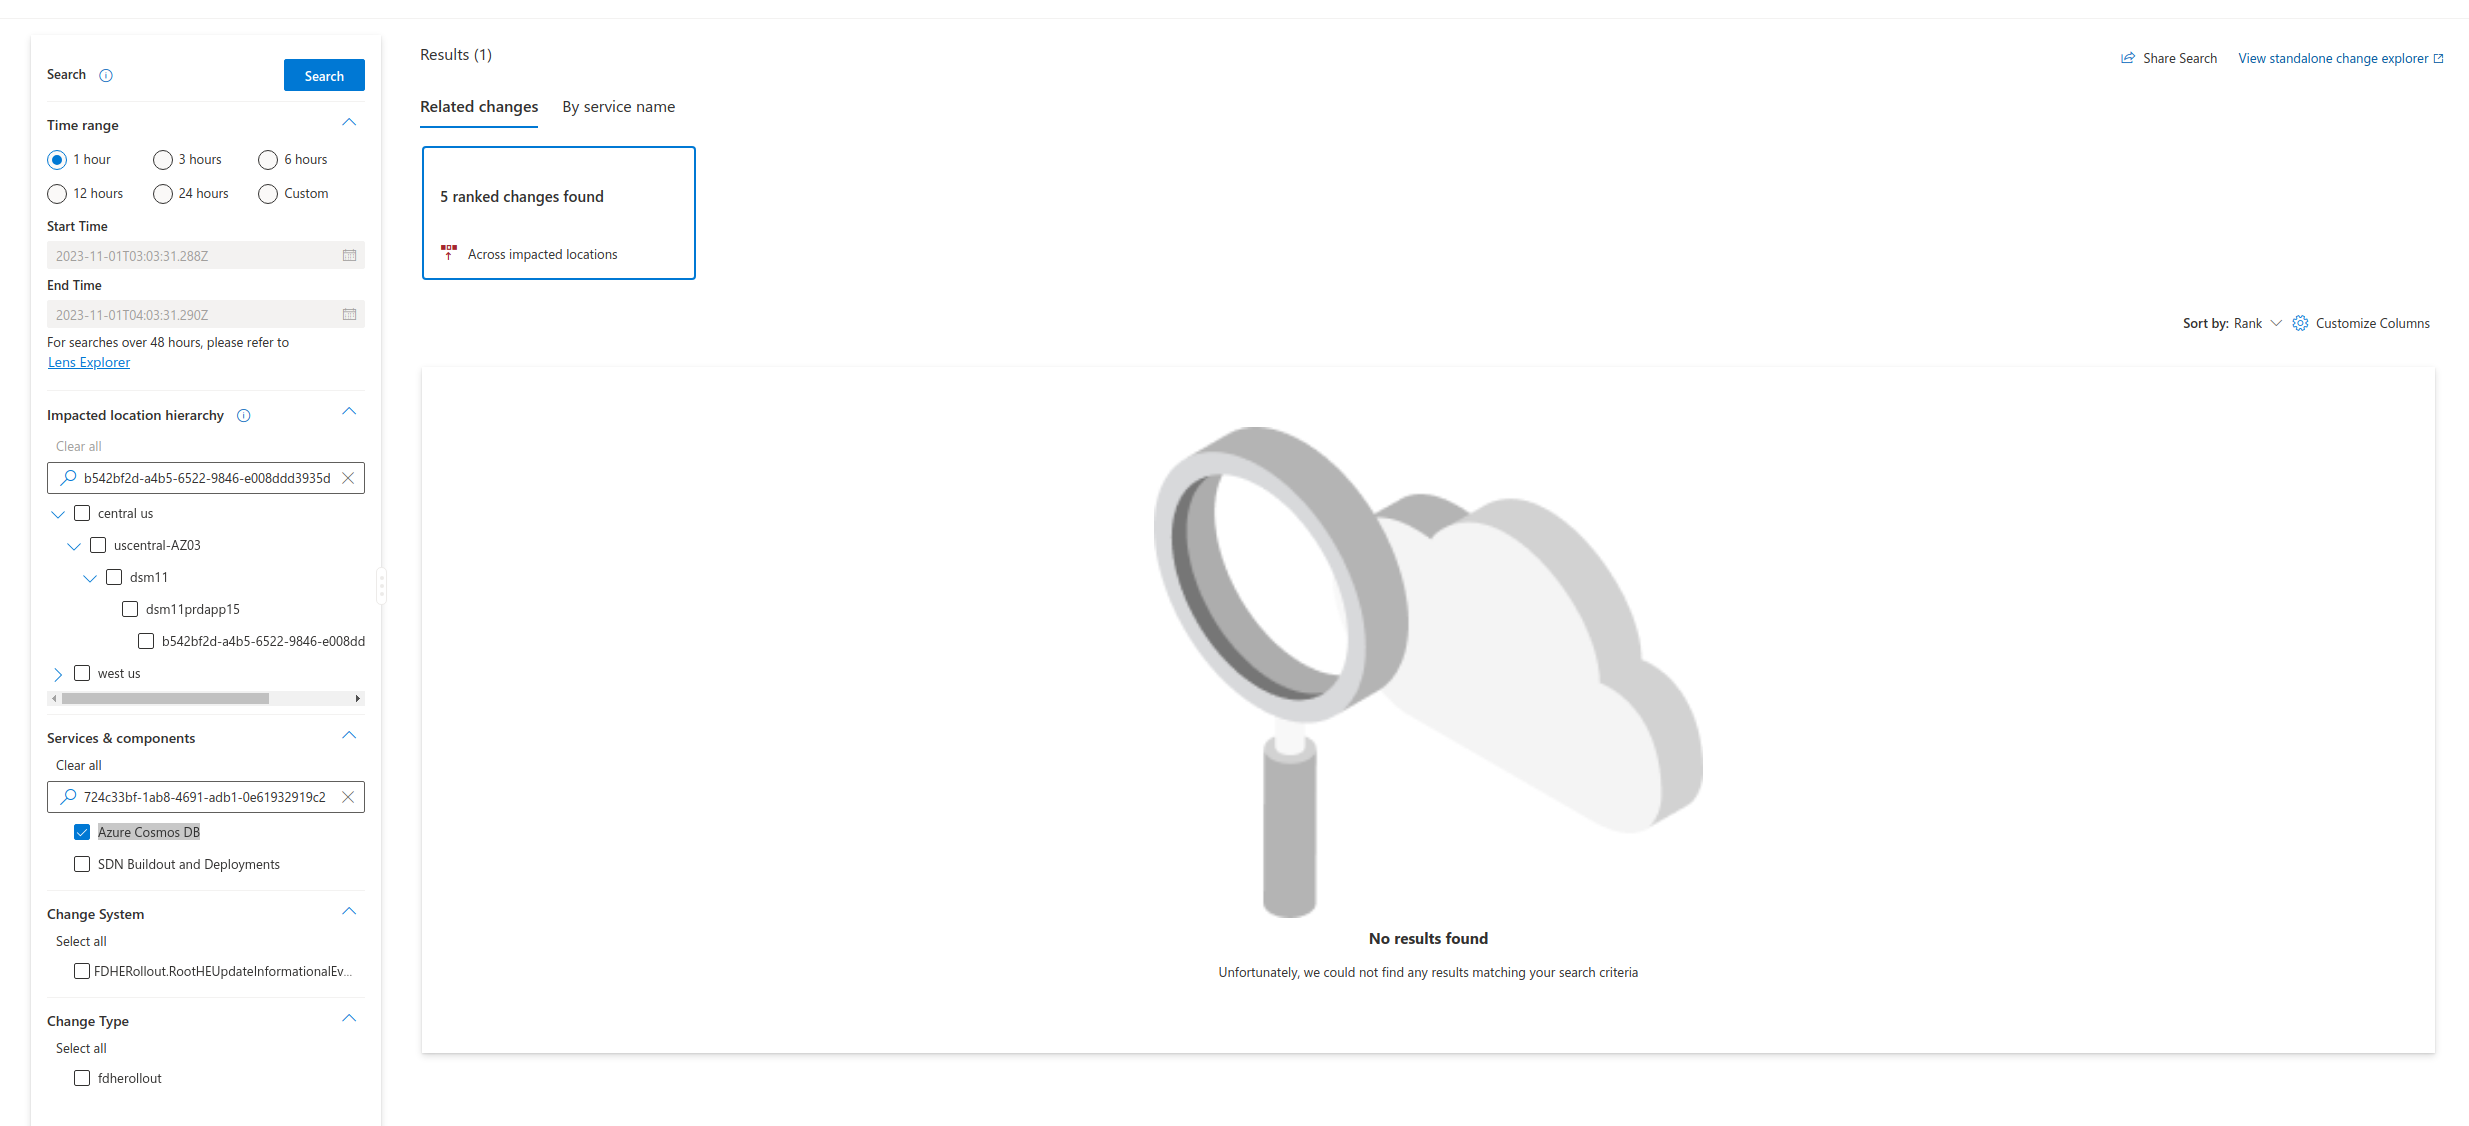 Search
Search
Time range
1 hour
3 hours
6 hours
12 hours
24 hours
Custom
Start Time
2023-11-01T03:03:31.288Z
End Time
2023-11-01T04:03:31.290Z
For searches over 48 hours, please refer to
Lens Explorer
Impacted location hierarchy
Clear all
b542bf2d-a4b5-6522-9846-e008ddd3935d
central us
uscentral-AZ03
dsm11
dsm11prdapp15
b542bf2d-a4b5-6522-9846-e008dd
west us
Services & components
Clear all
724c33bf-1ab8-4691-adb1-0e61932919c2
Azure Cosmos DB
SDN Buildout and Deployments
Change System
Select all
FDHERollout.RootHEUpdateInformationalEv...
Change Type
Select all
fdherollout
Results (1)
Share Search
View standalone change explorer
Related changes
By service name
5 ranked changes found
Across impacted locations
Sort by: Rank
Customize Columns
No results found
Unfortunately, we could not find any results matching your search criteria